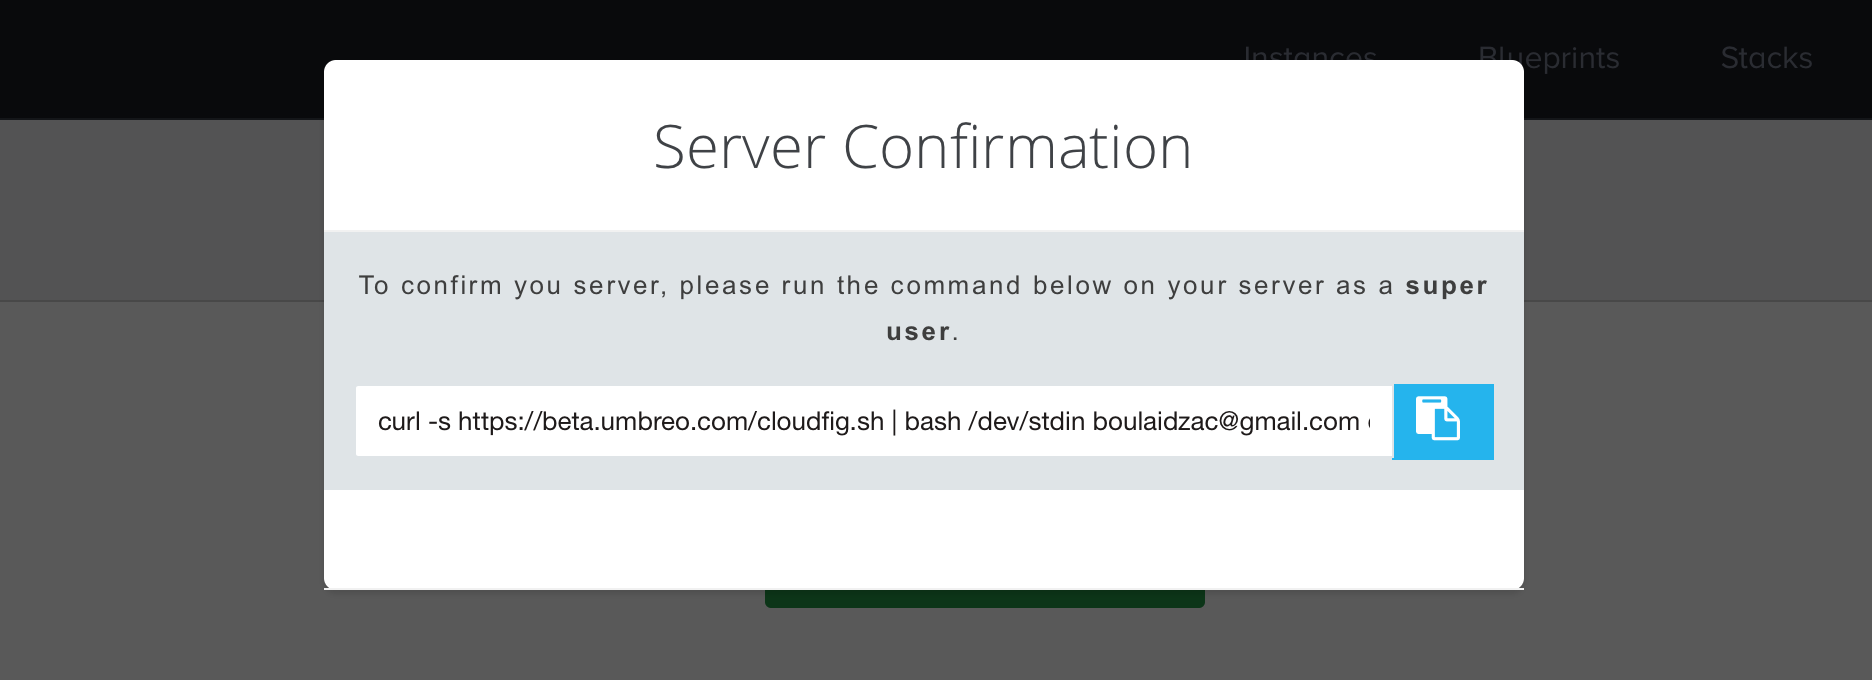 Instances Blueprints Stacks
Server Confirmation
To confirm you server, please run the command below on your server as a super
user.
curl -s https://beta.umbreo.com/cloudfig.sh | bash /dev/stdin boulaidzac@gmail.com